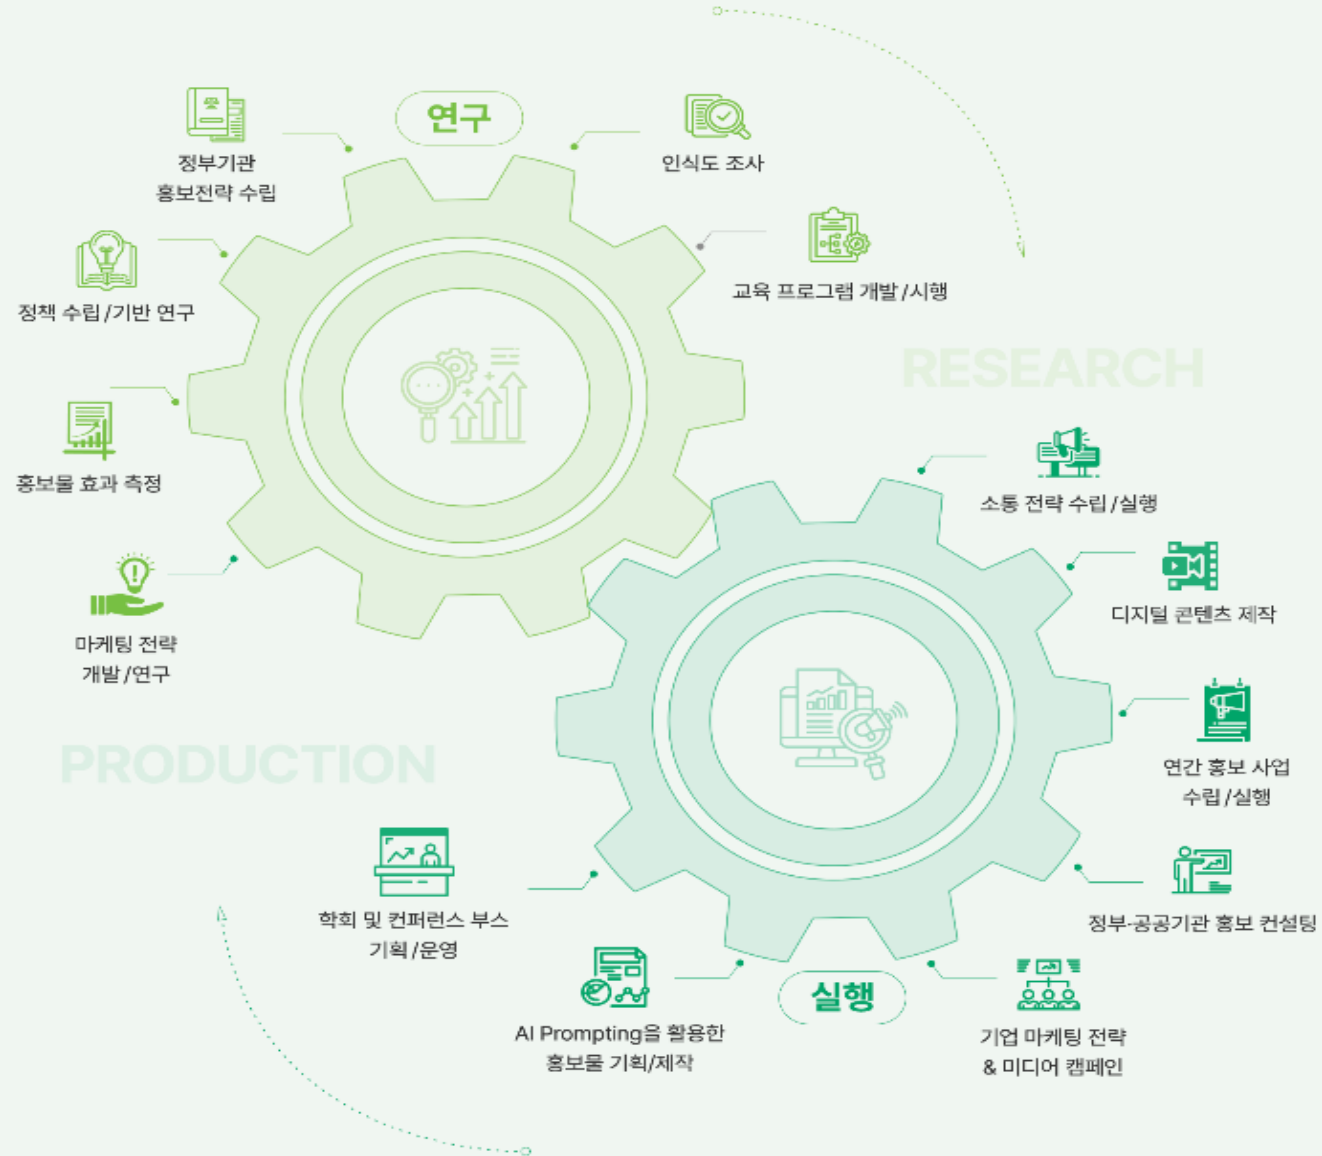 연구
정부기관
홍보전략 수립
인식도 조사
정책 수립/기반 연구
교육 프로그램 개발/시행
RESEARCH
홍보물 효과 측정
소통 전략 수립/실행
디지털 콘텐츠 제작
마케팅 전략
개발/연구
PRODUCTION
연간 홍보 사업
수립/실행
학회 및 컨퍼런스 부스
기획/운영
정부·공공기관 홍보 컨설팅
실행
AI Prompting을 활용한
홍보물 기획/제작
기업 마케팅 전략
& 미디어 캠페인